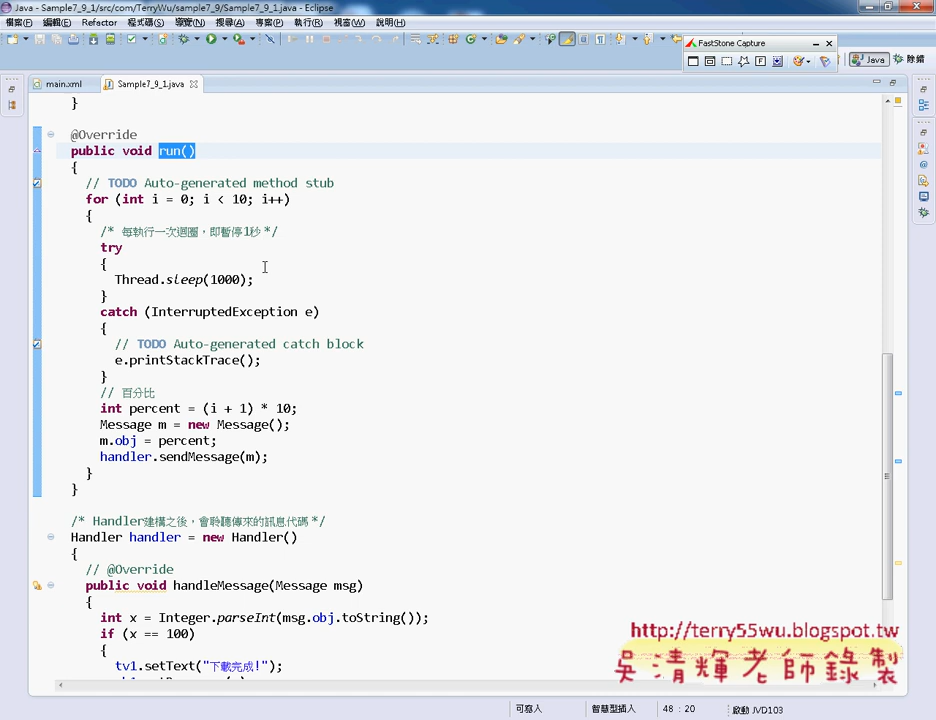 Java - Sample7_9_1/src/com/TerryWu/sample7_9/Sample7_9_1.java - Eclipse
檔案(F) 編輯(E) Refactor 程式碼(S) 導覽(N) 搜尋(A) 專案(P) 執行(R) 視窗(W) 說明(H)
FastStone Capture
Java 除錯
main.xml Sample7_9_1.java
}
@Override
public void run()
{
// TODO Auto-generated method stub
for (int i = 0; i < 10; i++)
{
/* 每執行一次迴圈，即暫停1秒 */
try
{
Thread.sleep(1000);
}
catch (InterruptedException e)
{
// TODO Auto-generated catch block
e.printStackTrace();
}
// 百分比
int percent = (i + 1) * 10;
Message m = new Message();
m.obj = percent;
handler.sendMessage(m);
}
}
/* Handler建構之後，會聆聽傳來的訊息代碼 */
Handler handler = new Handler()
{
// @Override
public void handleMessage(Message msg)
{
int x = Integer.parseInt(msg.obj.toString());
if (x == 100)
{
tv1.setText("下載完成!");
http://terry55wu.blogspot.tw
吳清輝老師錄製
可寫入 智慧型插入 48 : 20 啟動 JVD103